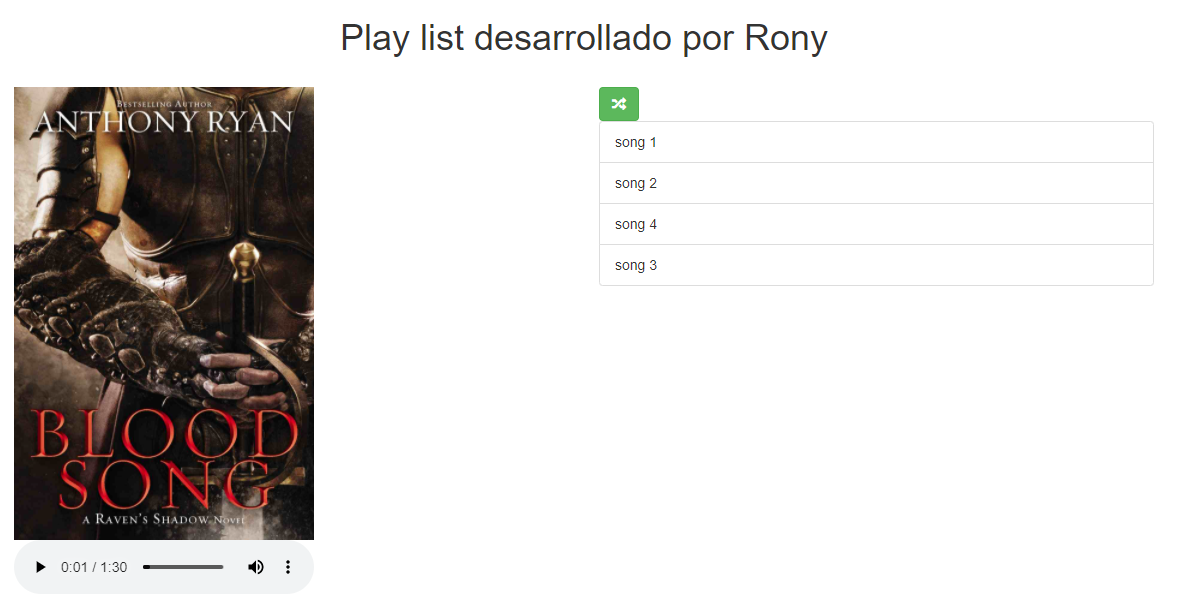 Play list desarrollado por Rony
BESTSELLING AUTHOR
ANTHONY RYAN
BLOOD
SONG
A RAVEN'S SHADOW NOVEL
0:01 / 1:30
song 1
song 2
song 4
song 3